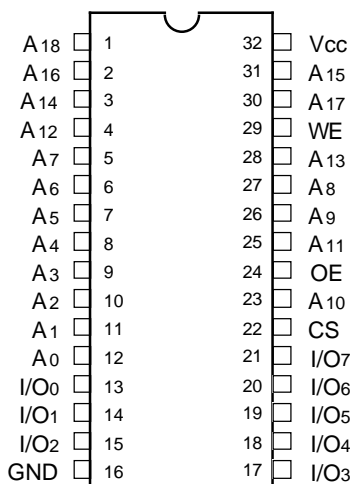 A18 1 32 Vcc
A16 2 31 A15
A14 3 30 A17
A12 4 29 WE
A7 5 28 A13
A6 6 27 A8
A5 7 26 A9
A4 8 25 A11
A3 9 24 OE
A2 10 23 A10
A1 11 22 CS
A0 12 21 I/O7
I/O0 13 20 I/O6
I/O1 14 19 I/O5
I/O2 15 18 I/O4
GND 16 17 I/O3